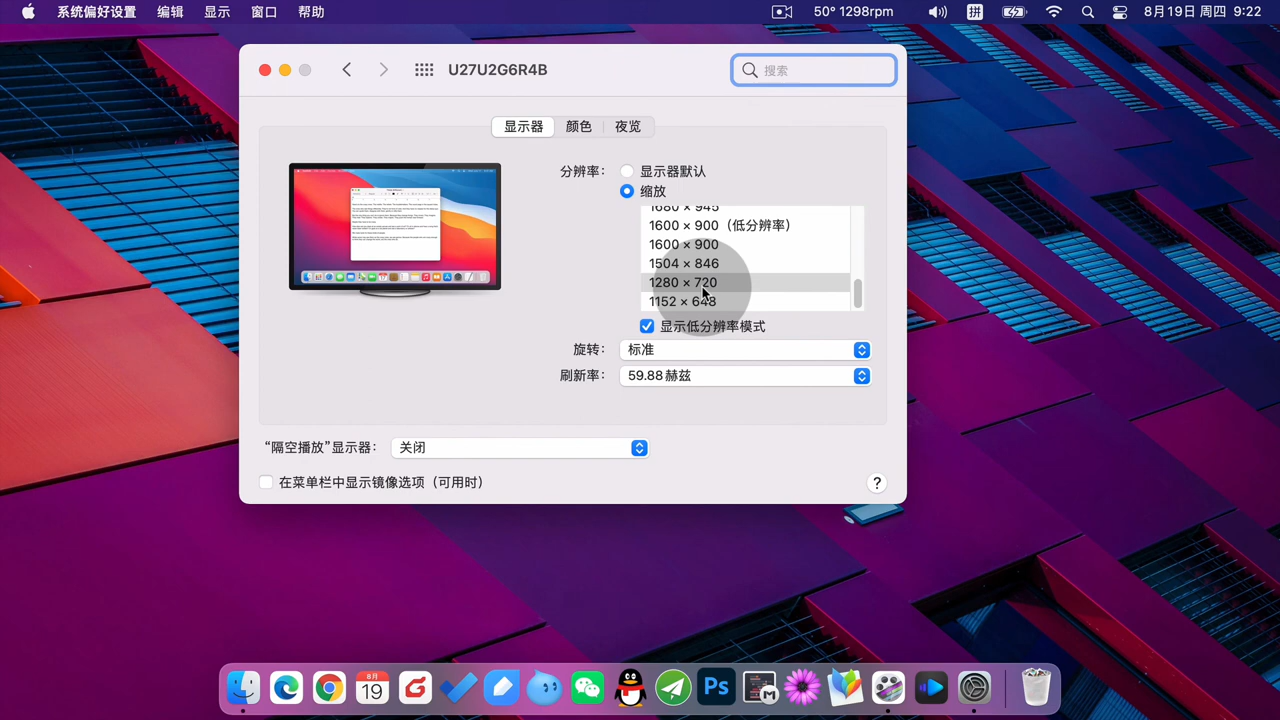 系统偏好设置 编辑 显示 窗口 帮助 50° 1298rpm 拼 8月19日 周四 9:22
U27U2G6R4B 搜索
显示器 颜色 夜览
分辨率： 显示器默认
缩放
1680 × 945
1600 × 900（低分辨率）
1600 × 900
1504 × 846
1280 × 720
1152 × 648
显示低分辨率模式
旋转： 标准
刷新率： 59.88 赫兹
“隔空播放”显示器： 关闭
在菜单栏中显示镜像选项（可用时） ?
8月
19
Ps
M